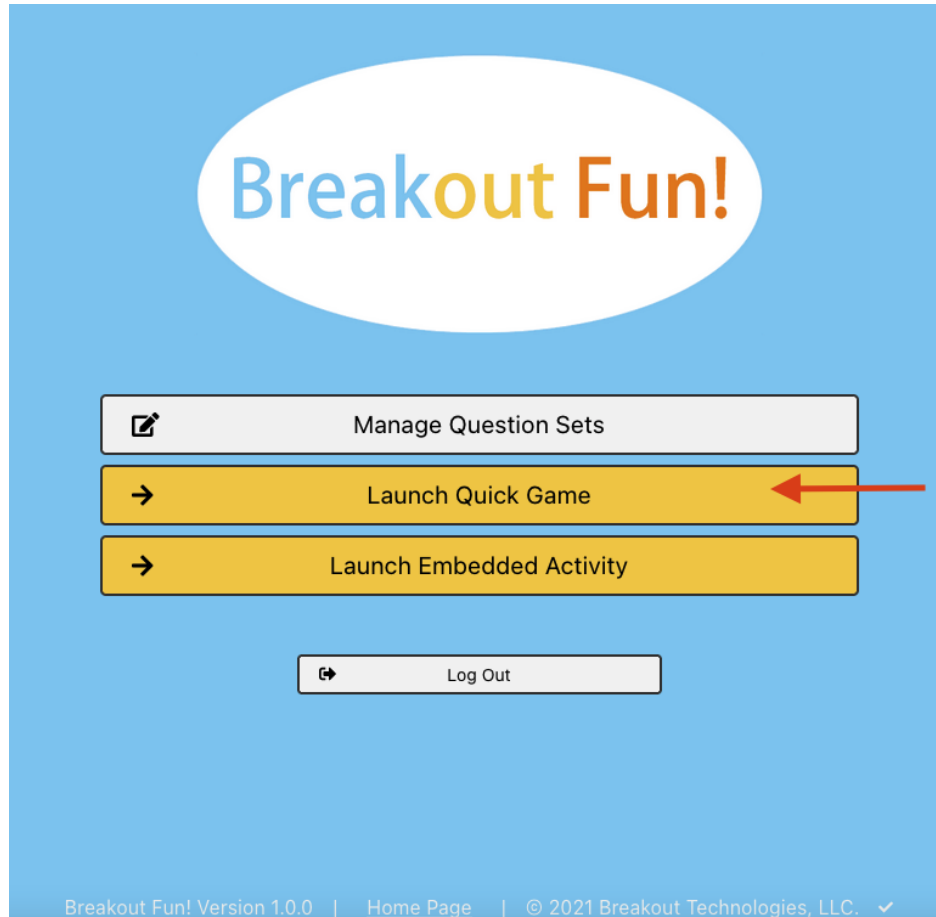 Breakout Fun!
Manage Question Sets
Launch Quick Game
Launch Embedded Activity
Log Out
Breakout Fun! Version 1.0.0 | Home Page | © 2021 Breakout Technologies, LLC.